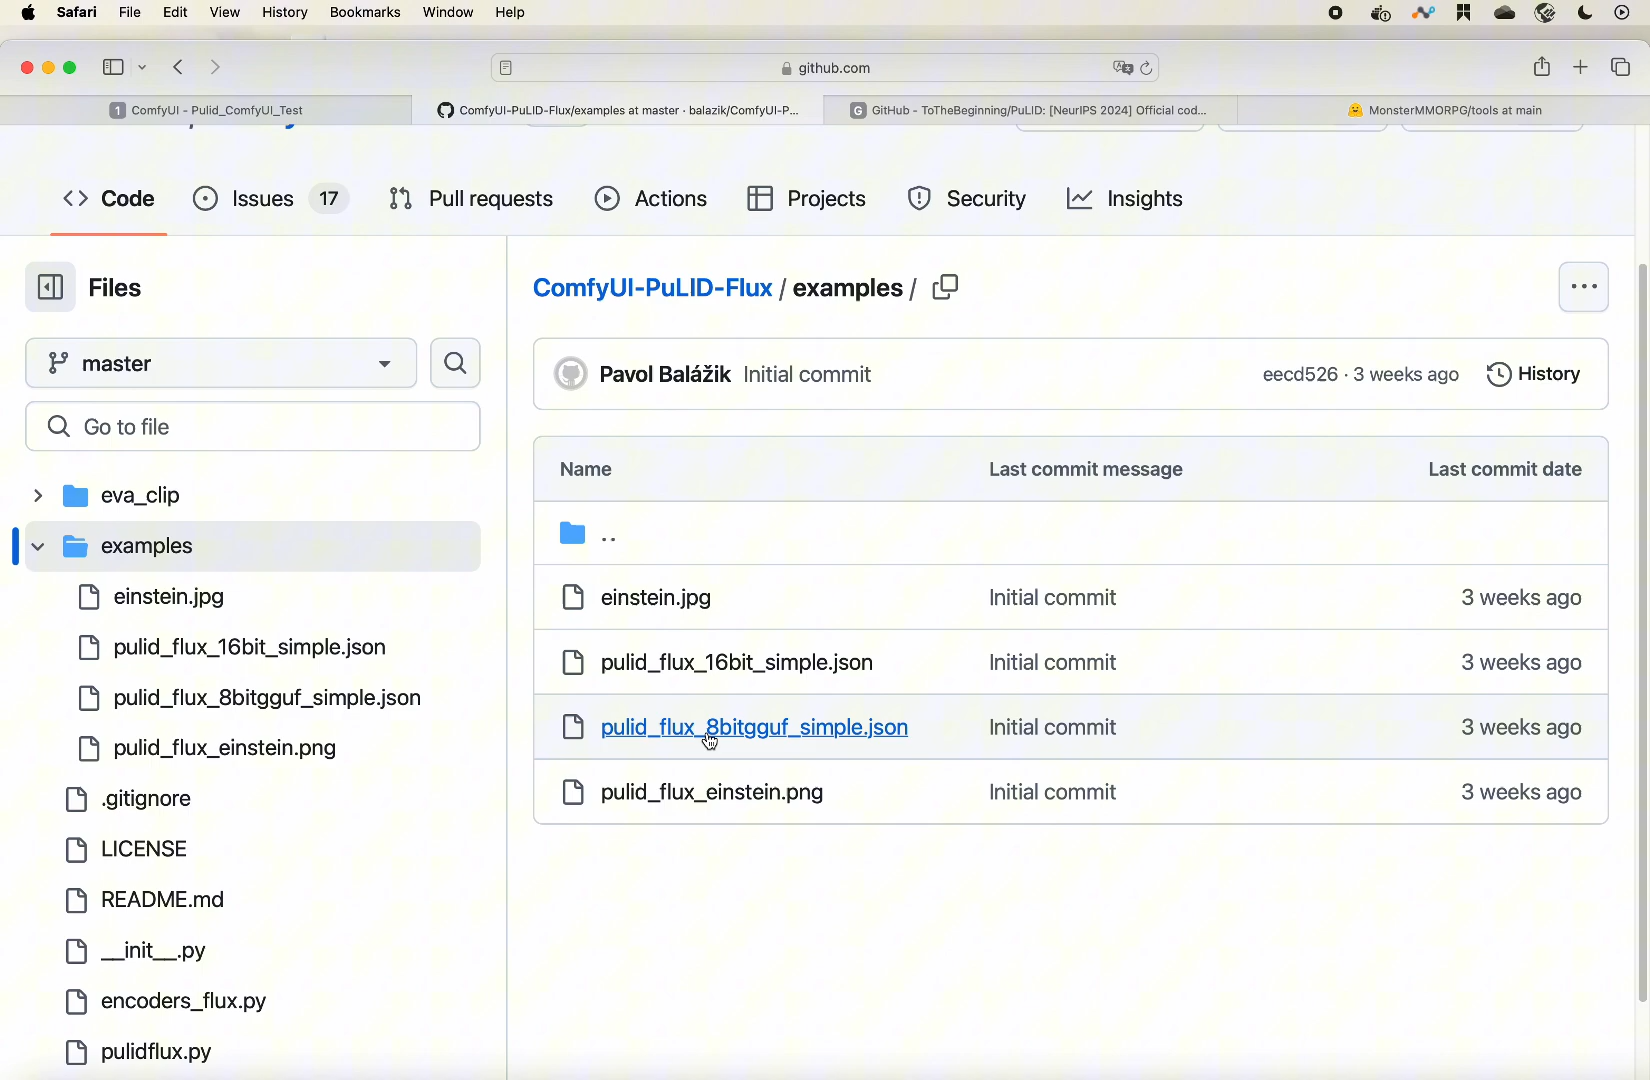 Safari File Edit View History Bookmarks Window Help
github.com
1 ComfyUI - Pulid_ComfyUI_Test
ComfyUI-PuLID-Flux/examples at master · balazik/ComfyUI-P...
G GitHub - ToTheBeginning/PuLID: [NeurIPS 2024] Official cod...
MonsterMMORPG/tools at main
Code
Issues 17
Pull requests
Actions
Projects
Security
Insights
Files
master
Go to file
eva_clip
examples
einstein.jpg
pulid_flux_16bit_simple.json
pulid_flux_8bitgguf_simple.json
pulid_flux_einstein.png
.gitignore
LICENSE
README.md
__init__.py
encoders_flux.py
pulidflux.py
ComfyUI-PuLID-Flux / examples /
Pavol Balážik Initial commit eecd526 · 3 weeks ago History
Name Last commit message Last commit date
..
einstein.jpg Initial commit 3 weeks ago
pulid_flux_16bit_simple.json Initial commit 3 weeks ago
pulid_flux_8bitgguf_simple.json Initial commit 3 weeks ago
pulid_flux_einstein.png Initial commit 3 weeks ago